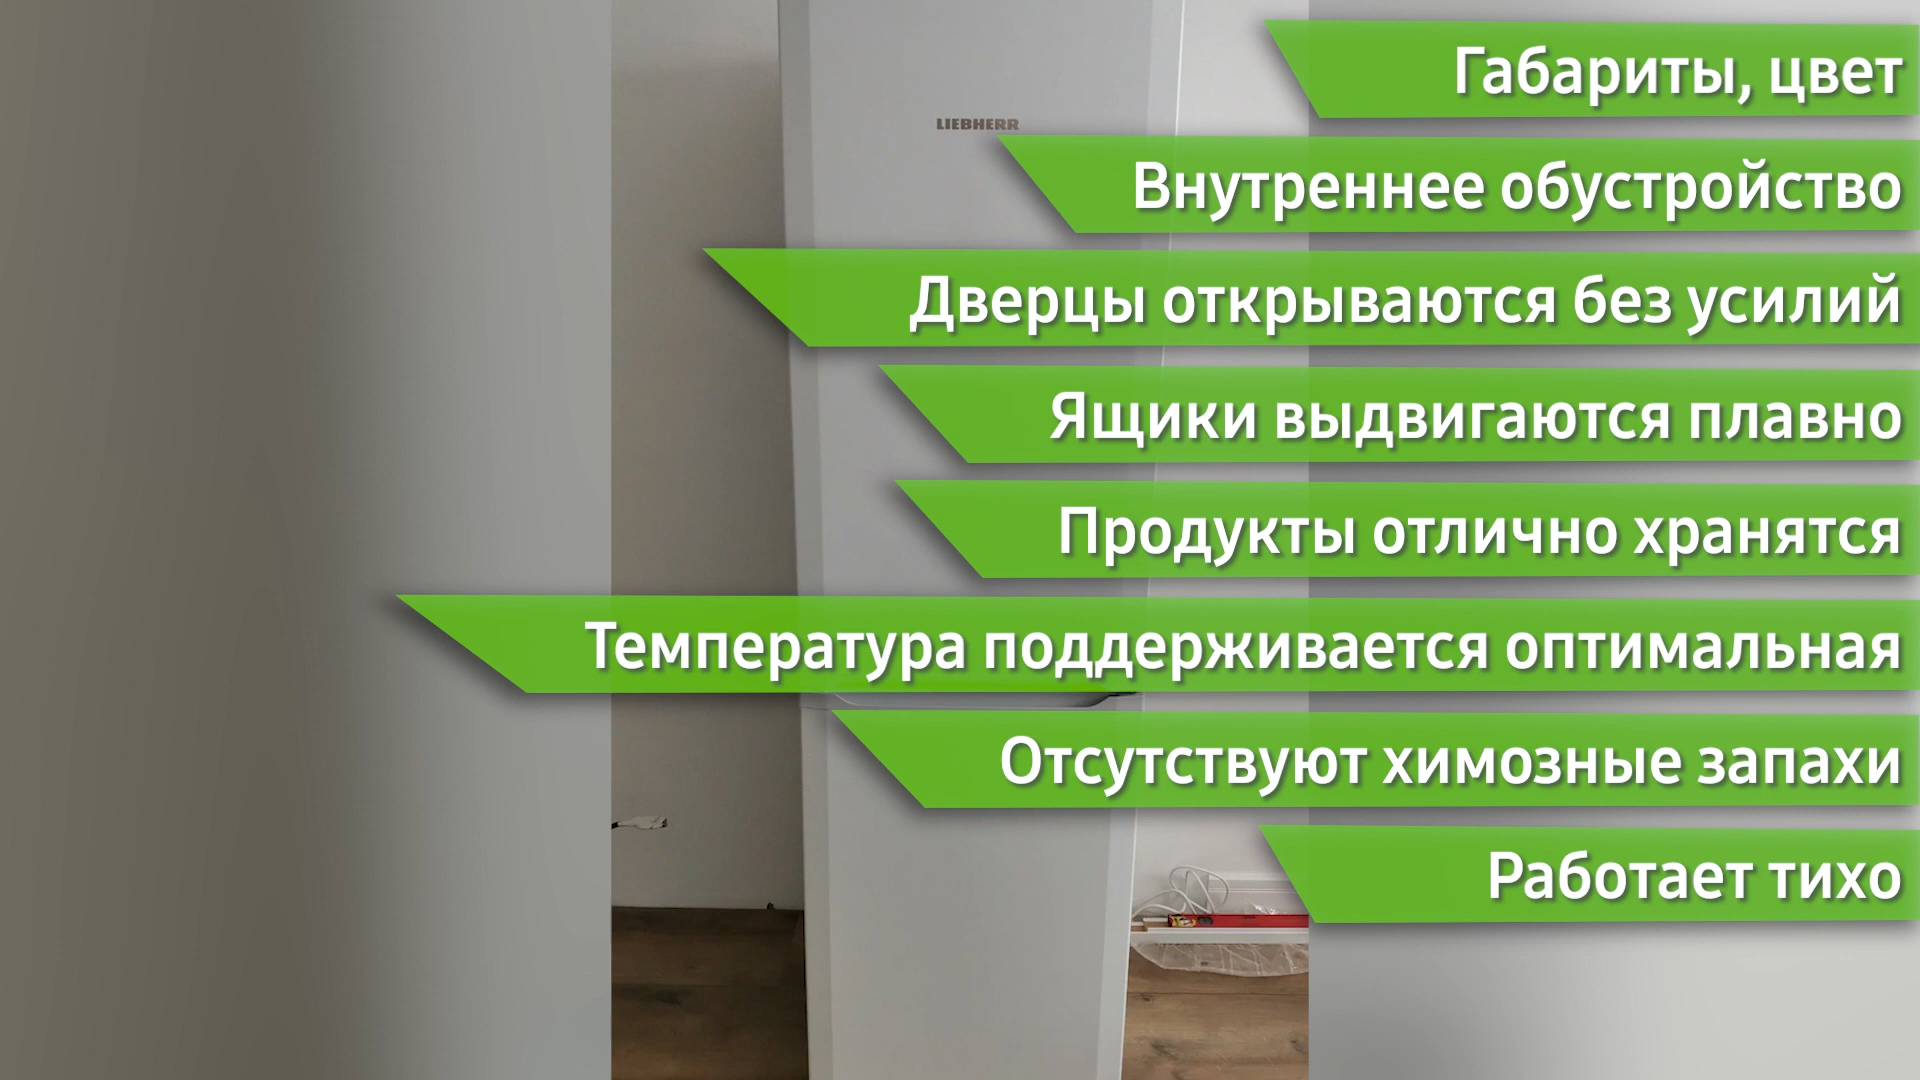 Габариты, цвет
LIEBHERR
Внутреннее обустройство
Дверцы открываются без усилий
Ящики выдвигаются плавно
Продукты отлично хранятся
Температура поддерживается оптимальная
Отсутствуют химозные запахи
Работает тихо